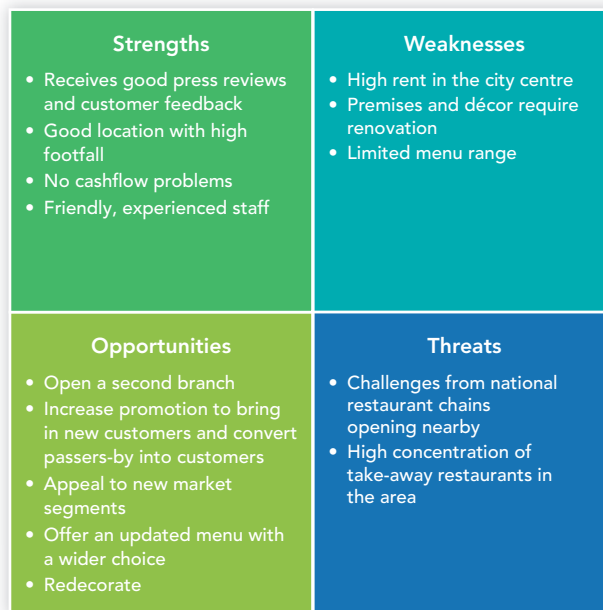 Strengths
• Receives good press reviews
and customer feedback
• Good location with high
footfall
• No cashflow problems
• Friendly, experienced staff
Weaknesses
• High rent in the city centre
• Premises and décor require
renovation
• Limited menu range
Opportunities
• Open a second branch
• Increase promotion to bring
in new customers and convert
passers-by into customers
• Appeal to new market
segments
• Offer an updated menu with
a wider choice
• Redecorate
Threats
• Challenges from national
restaurant chains
opening nearby
• High concentration of
take-away restaurants in
the area